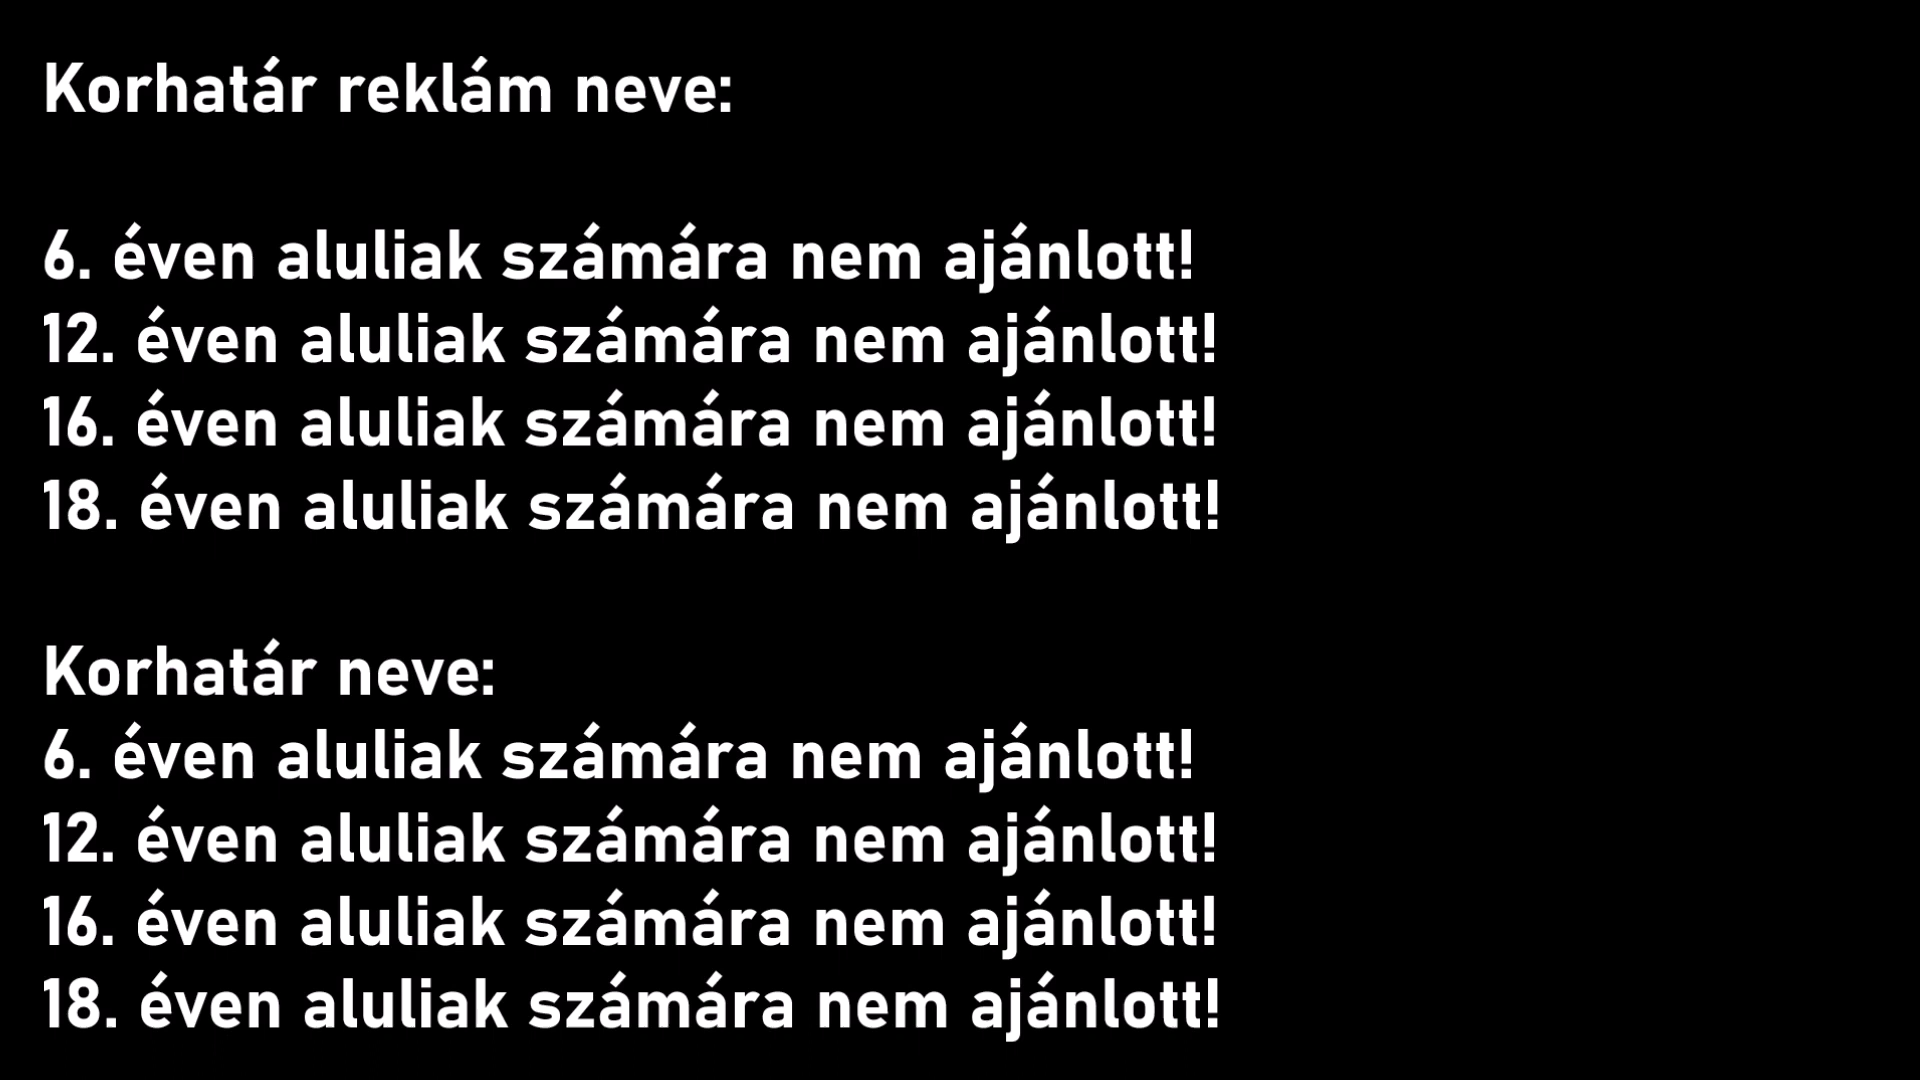 Korhatár reklám neve:
6. éven aluliak számára nem ajánlott!
12. éven aluliak számára nem ajánlott!
16. éven aluliak számára nem ajánlott!
18. éven aluliak számára nem ajánlott!
Korhatár neve:
6. éven aluliak számára nem ajánlott!
12. éven aluliak számára nem ajánlott!
16. éven aluliak számára nem ajánlott!
18. éven aluliak számára nem ajánlott!